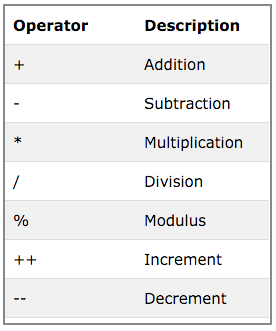 Operator Description
+ Addition
- Subtraction
* Multiplication
/ Division
% Modulus
++ Increment
-- Decrement